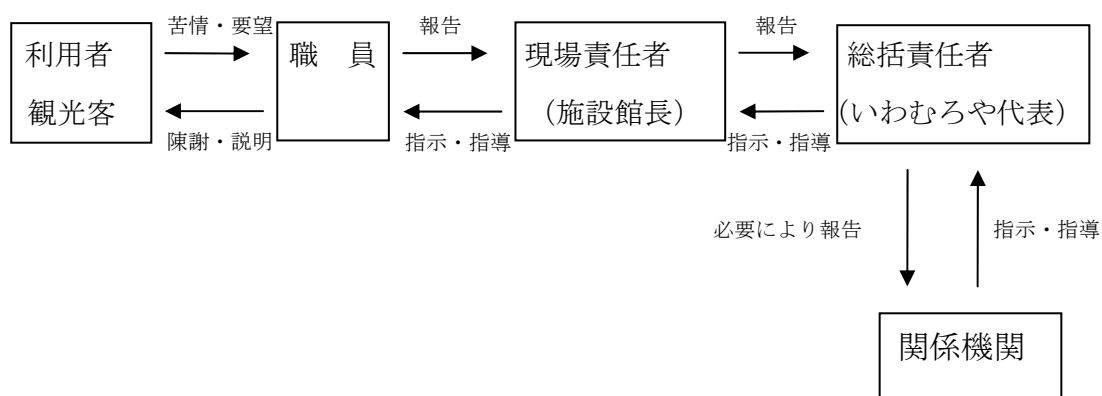 苦情・要望
報告
報告
利用者
観光客
職　員
現場責任者
（施設館長）
総括責任者
（いわむろや代表）
陳謝・説明
指示・指導
指示・指導
必要により報告
指示・指導
関係機関